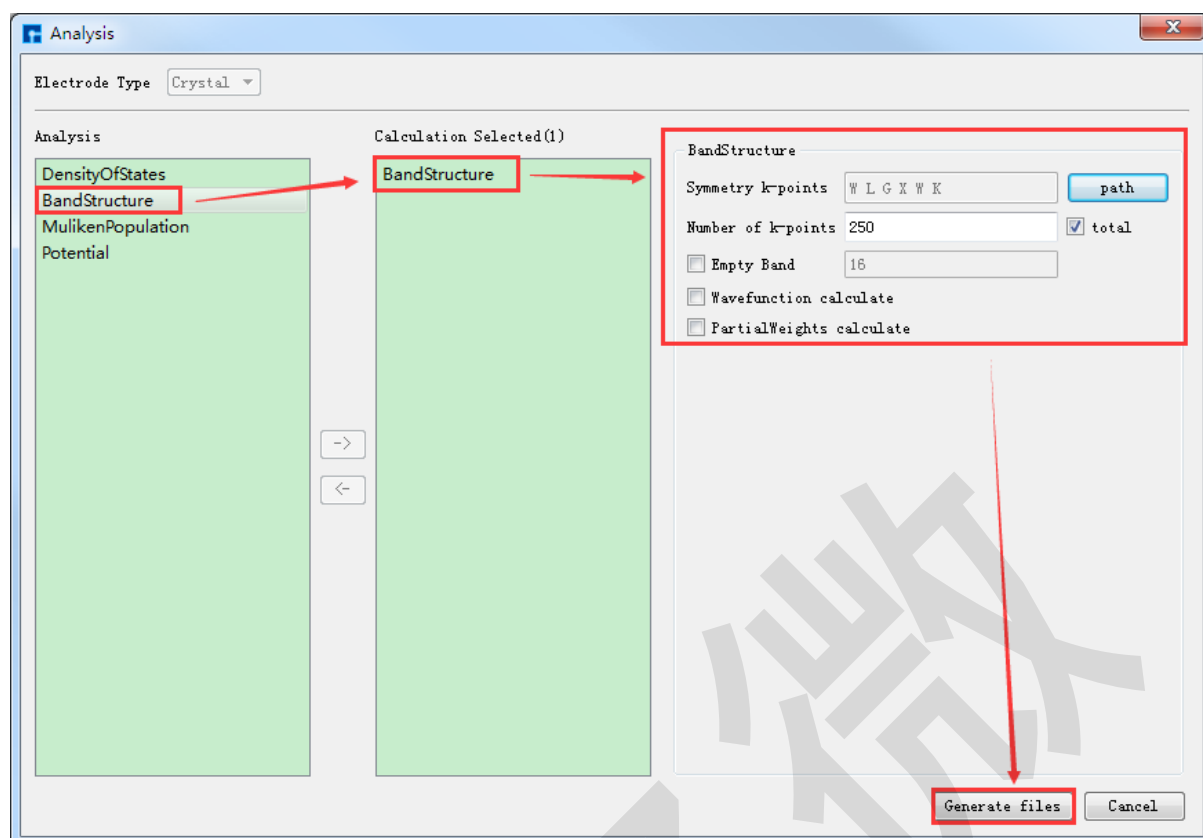 Analysis
Electrode Type Crystal
Analysis
DensityOfStates
BandStructure
MulikenPopulation
Potential
->
<-
Calculation Selected(1)
BandStructure
BandStructure
Symmetry k-points W L G X W K path
Number of k-points 250 total
Empty Band 16
Wavefunction calculate
PartialWeights calculate
Generate files Cancel
微